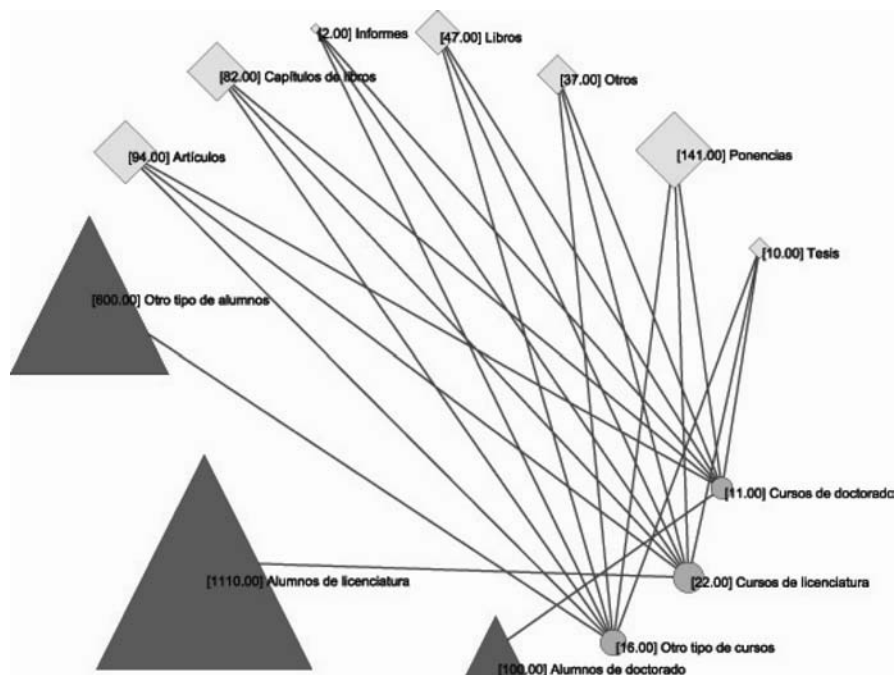 [2.00] Informes
[47.00] Libros
[82.00] Capítulos de libros
[37.00] Otros
[94.00] Artículos
[141.00] Ponencias
[10.00] Tesis
[600.00] Otro tipo de alumnos
[11.00] Cursos de doctorado
[1110.00] Alumnos de licenciatura
[22.00] Cursos de licenciatura
[16.00] Otro tipo de cursos
[100.00] Alumnos de doctorado